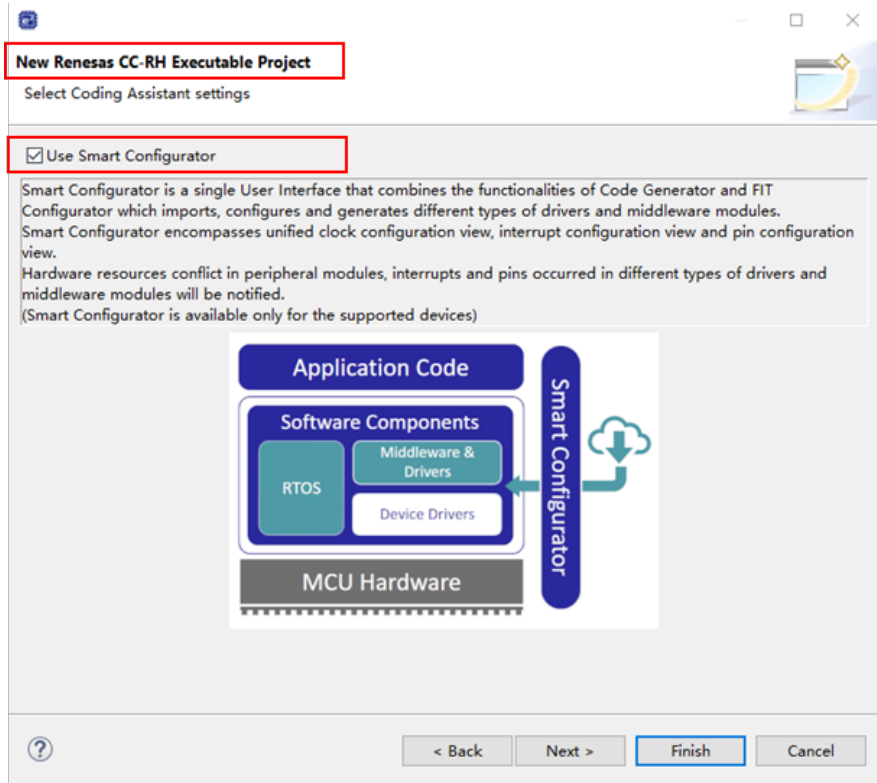 New Renesas CC-RH Executable Project
Select Coding Assistant settings
Use Smart Configurator
Smart Configurator is a single User Interface that combines the functionalities of Code Generator and FIT
Configurator which imports, configures and generates different types of drivers and middleware modules.
Smart Configurator encompasses unified clock configuration view, interrupt configuration view and pin configuration
view.
Hardware resources conflict in peripheral modules, interrupts and pins occurred in different types of drivers and
middleware modules will be notified.
(Smart Configurator is available only for the supported devices)
Application Code
Software Components
RTOS
Middleware &
Drivers
Device Drivers
MCU Hardware
Smart Configurator
?
< Back
Next >
Finish
Cancel